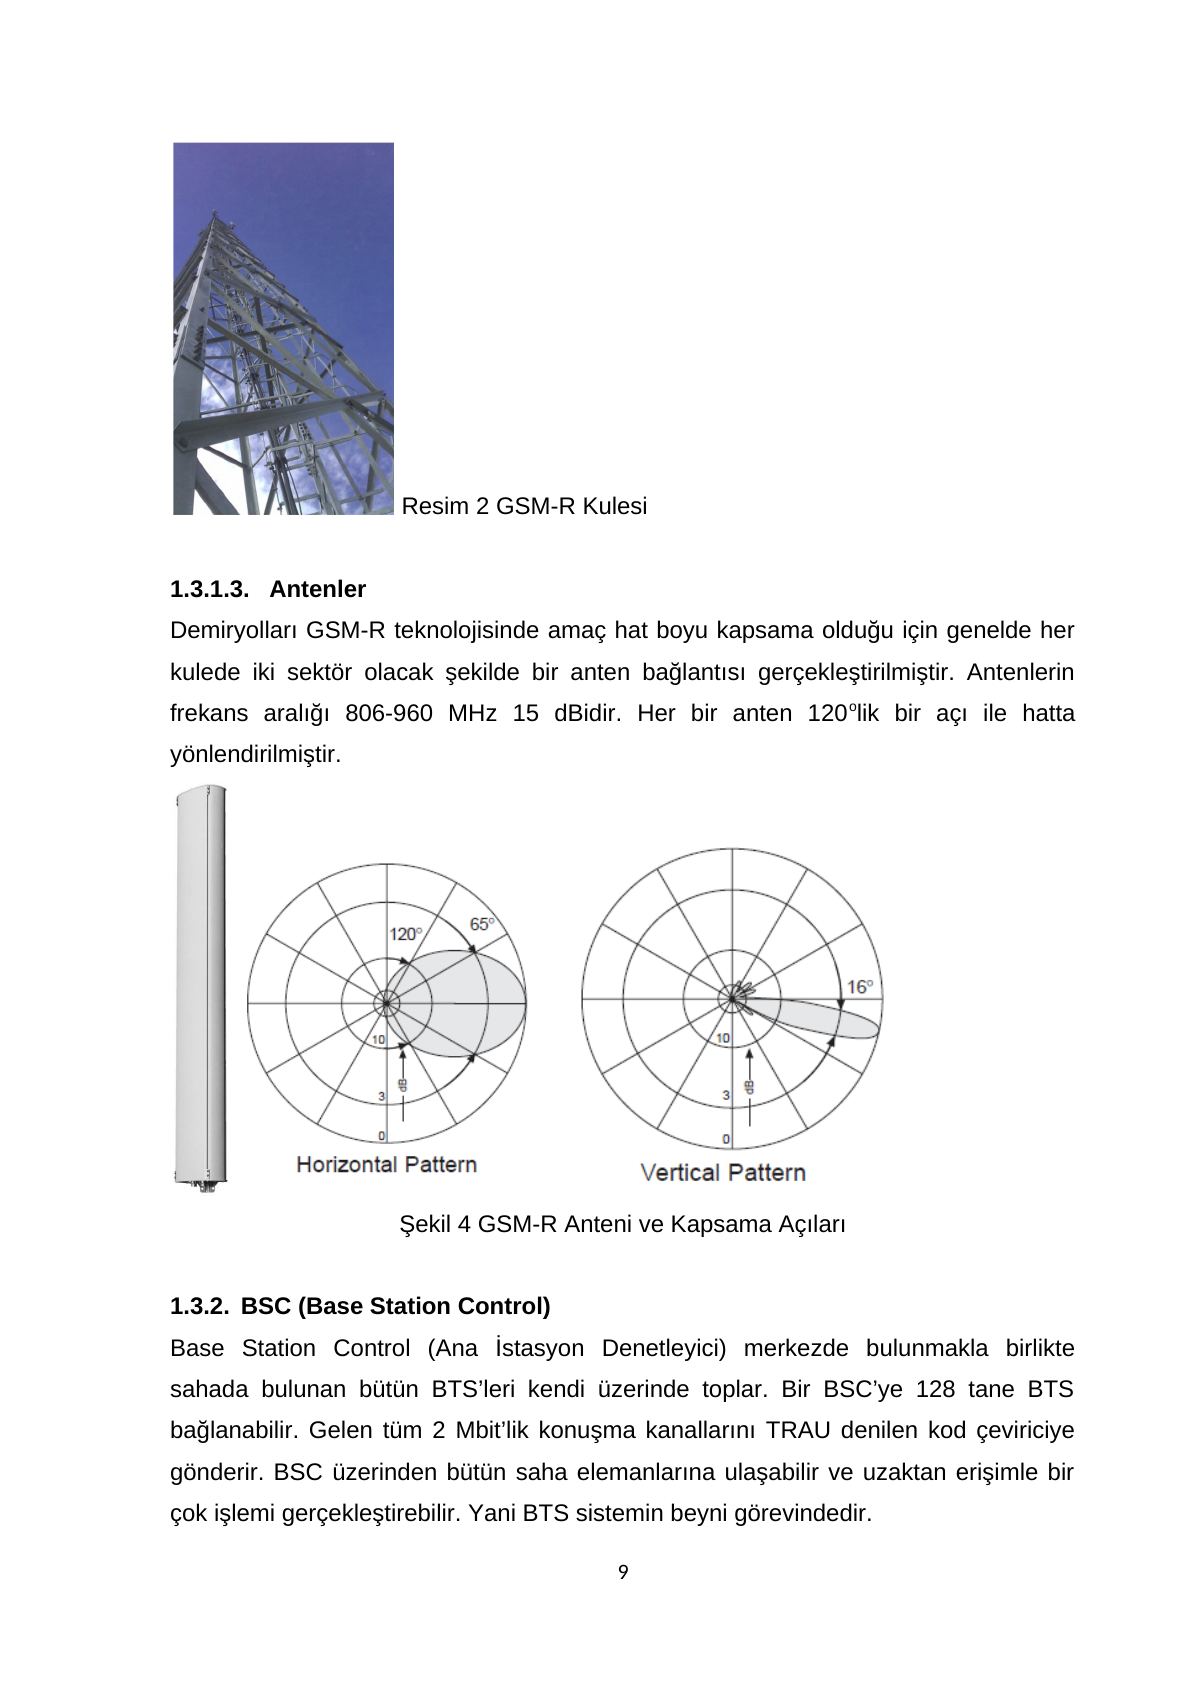 Resim 2 GSM-R Kulesi
1.3.1.3. Antenler
Demiryolları GSM-R teknolojisinde amaç hat boyu kapsama olduğu için genelde her
kulede iki sektör olacak şekilde bir anten bağlantısı gerçekleştirilmiştir. Antenlerin
frekans aralığı 806-960 MHz 15 dBidir. Her bir anten 120ºlik bir açı ile hatta
yönlendirilmiştir.
120°
65°
10
dB
3
0
Horizontal Pattern
16°
10
dB
3
0
Vertical Pattern
Şekil 4 GSM-R Anteni ve Kapsama Açıları
1.3.2. BSC (Base Station Control)
Base Station Control (Ana İstasyon Denetleyici) merkezde bulunmakla birlikte
sahada bulunan bütün BTS’leri kendi üzerinde toplar. Bir BSC’ye 128 tane BTS
bağlanabilir. Gelen tüm 2 Mbit’lik konuşma kanallarını TRAU denilen kod çeviriciye
gönderir. BSC üzerinden bütün saha elemanlarına ulaşabilir ve uzaktan erişimle bir
çok işlemi gerçekleştirebilir. Yani BTS sistemin beyni görevindedir.
9